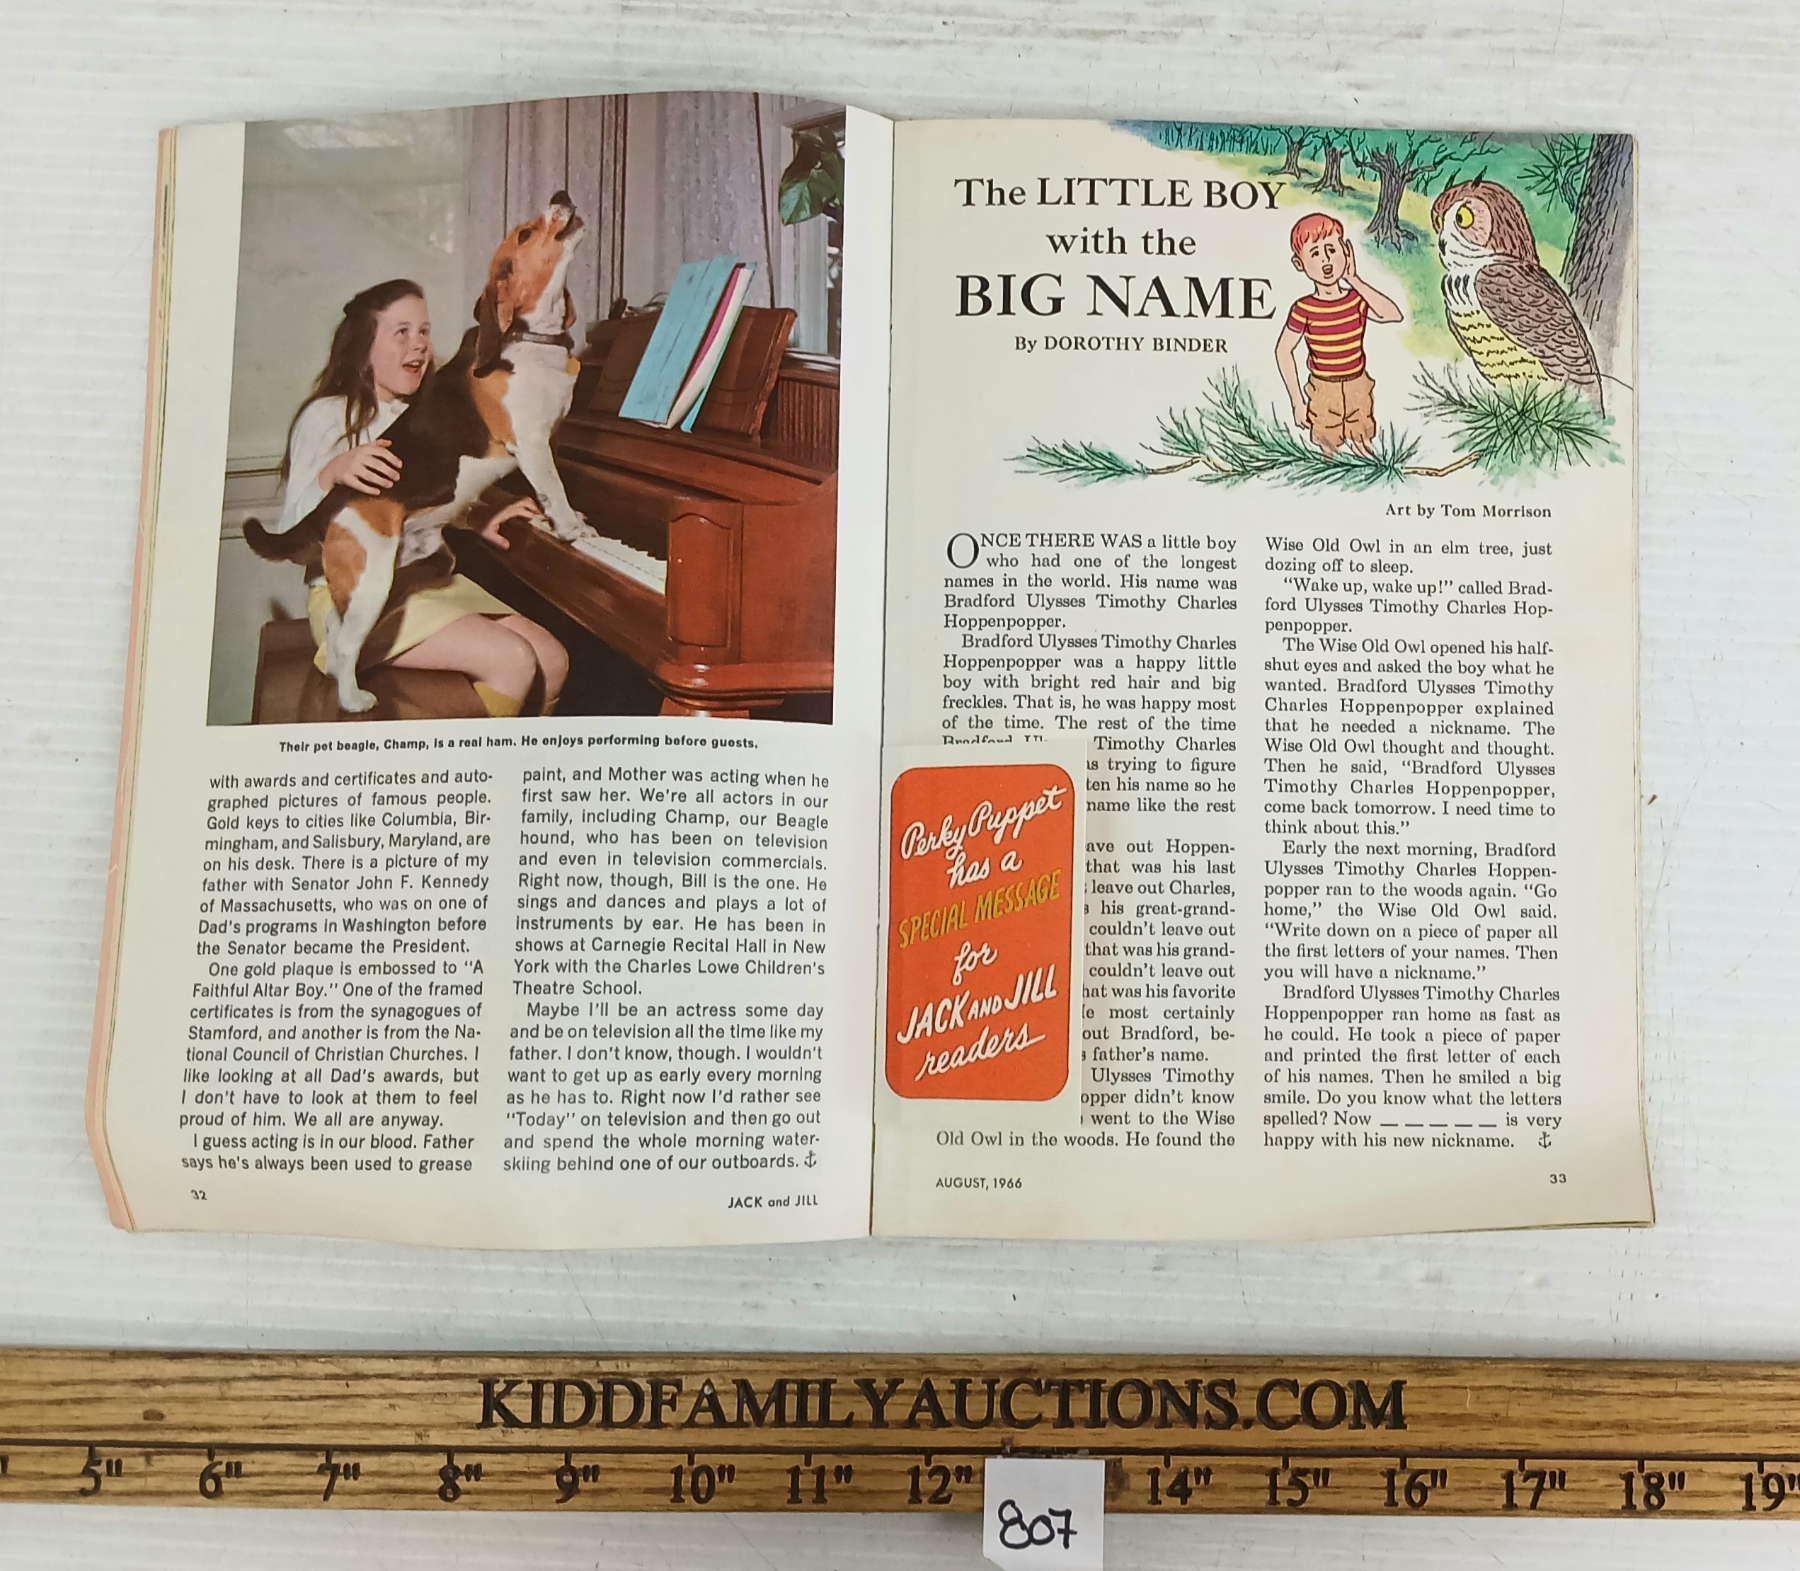 Their pet beagle, Champ, is a real ham. He enjoys performing before guests.
with awards and certificates and auto-
graphed pictures of famous people.
Gold keys to cities like Columbia, Bir-
mingham, and Salisbury, Maryland, are
on his desk. There is a picture of my
father with Senator John F. Kennedy
of Massachusetts, who was on one of
Dad's programs in Washington before
the Senator became the President.
One gold plaque is embossed to "A
Faithful Altar Boy." One of the framed
certificates is from the synagogues of
Stamford, and another is from the Na-
tional Council of Christian Churches. I
like looking at all Dad's awards, but
I don't have to look at them to feel
proud of him. We all are anyway.
I guess acting is in our blood. Father
says he's always been used to grease
paint, and Mother was acting when he
first saw her. We're all actors in our
family, including Champ, our Beagle
hound, who has been on television
and even in television commercials.
Right now, though, Bill is the one. He
sings and dances and plays a lot of
instruments by ear. He has been in
shows at Carnegie Recital Hall in New
York with the Charles Lowe Children's
Theatre School.
Maybe I'll be an actress some day
and be on television all the time like my
father. I don't know, though. I wouldn't
want to get up as early every morning
as he has to. Right now I'd rather see
"Today" on television and then go out
and spend the whole morning water-
skiing behind one of our outboards.
32
JACK and JILL
The LITTLE BOY
with the
BIG NAME
By DOROTHY BINDER
Art by Tom Morrison
ONCE THERE WAS a little boy
who had one of the longest
names in the world. His name was
Bradford Ulysses Timothy Charles
Hoppenpopper.
Bradford Ulysses Timothy Charles
Hoppenpopper was a happy little
boy with bright red hair and big
freckles. That is, he was happy most
of the time. The rest of the time
Bradford Timothy Charles
trying to figure
his name so he
name like the rest
out Hoppen-
that was his last
leave out Charles,
his great-grand-
couldn't leave out
that was his grand-
couldn't leave out
was his favorite
most certainly
out Bradford, be-
father's name.
Ulysses Timothy
didn't know
went to the Wise
Old Owl in the woods. He found the
Perky Puppet
has a
SPECIAL MESSAGE
for
JACK AND JILL
readers
Wise Old Owl in an elm tree, just
dozing off to sleep.
"Wake up, wake up!" called Brad-
ford Ulysses Timothy Charles Hop-
penpopper.
The Wise Old Owl opened his half-
shut eyes and asked the boy what he
wanted. Bradford Ulysses Timothy
Charles Hoppenpopper explained
that he needed a nickname. The
Wise Old Owl thought and thought.
Then he said, "Bradford Ulysses
Timothy Charles Hoppenpopper,
come back tomorrow. I need time to
think about this."
Early the next morning, Bradford
Ulysses Timothy Charles Hoppen-
popper ran to the woods again. "Go
home," the Wise Old Owl said.
"Write down on a piece of paper all
the first letters of your names. Then
you will have a nickname."
Bradford Ulysses Timothy Charles
Hoppenpopper ran home as fast as
he could. He took a piece of paper
and printed the first letter of each
of his names. Then he smiled a big
smile. Do you know what the letters
spelled? Now _ _ _ _ _ is very
happy with his new nickname.
AUGUST, 1966
33
KIDDFAMILYAUCTIONS.COM
5" 6" 7" 8" 9" 10" 11" 12" 14" 15" 16" 17" 18" 19"
807